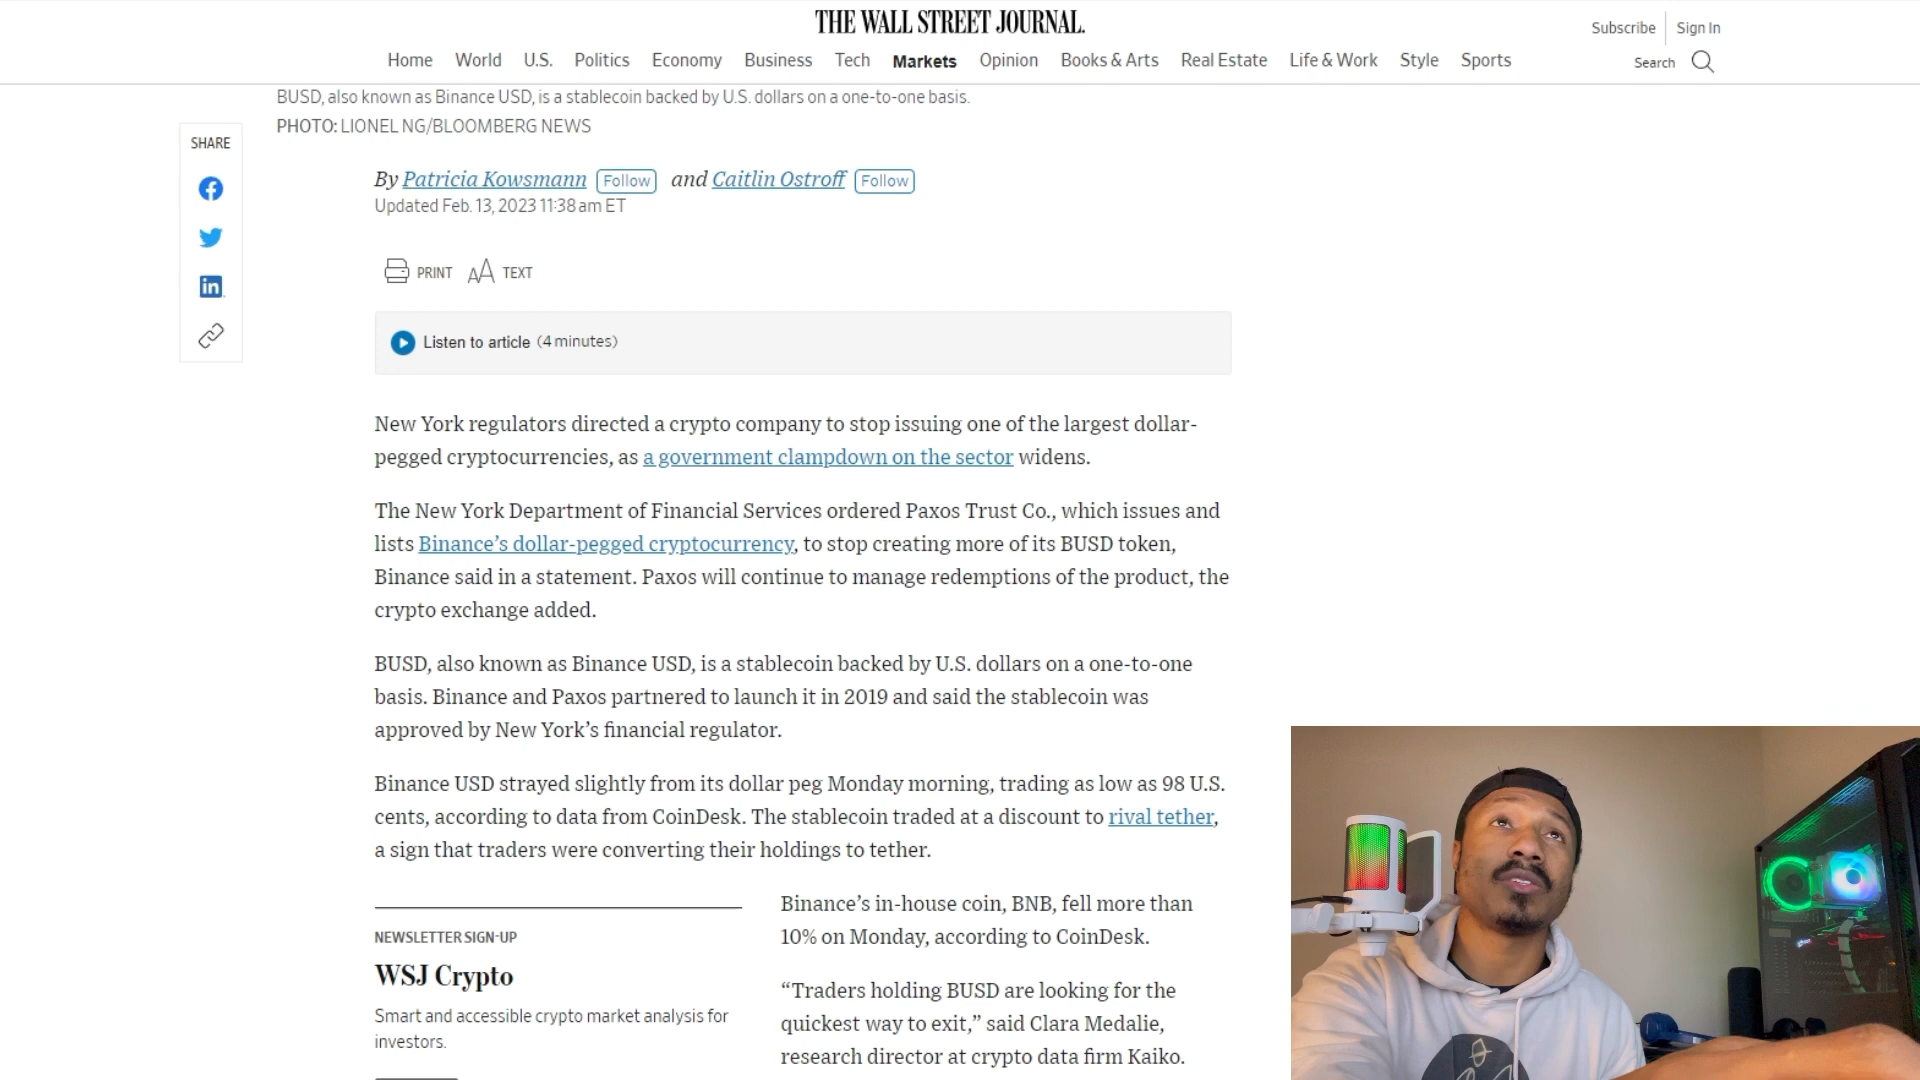 THE WALL STREET JOURNAL.
Subscribe
Sign In
Home World U.S. Politics Economy Business Tech Markets Opinion Books & Arts Real Estate Life & Work Style Sports
Search
BUSD, also known as Binance USD, is a stablecoin backed by U.S. dollars on a one-to-one basis.
PHOTO: LIONEL NG/BLOOMBERG NEWS
SHARE
By Patricia Kowsmann Follow and Caitlin Ostroff Follow
Updated Feb. 13, 2023 11:38 am ET
PRINT
AA TEXT
Listen to article (4 minutes)
New York regulators directed a crypto company to stop issuing one of the largest dollar-
pegged cryptocurrencies, as a government clampdown on the sector widens.
The New York Department of Financial Services ordered Paxos Trust Co., which issues and
lists Binance’s dollar-pegged cryptocurrency, to stop creating more of its BUSD token,
Binance said in a statement. Paxos will continue to manage redemptions of the product, the
crypto exchange added.
BUSD, also known as Binance USD, is a stablecoin backed by U.S. dollars on a one-to-one
basis. Binance and Paxos partnered to launch it in 2019 and said the stablecoin was
approved by New York’s financial regulator.
Binance USD strayed slightly from its dollar peg Monday morning, trading as low as 98 U.S.
cents, according to data from CoinDesk. The stablecoin traded at a discount to rival tether,
a sign that traders were converting their holdings to tether.
NEWSLETTER SIGN-UP
WSJ Crypto
Smart and accessible crypto market analysis for
investors.
Binance’s in-house coin, BNB, fell more than
10% on Monday, according to CoinDesk.
“Traders holding BUSD are looking for the
quickest way to exit,” said Clara Medalie,
research director at crypto data firm Kaiko.